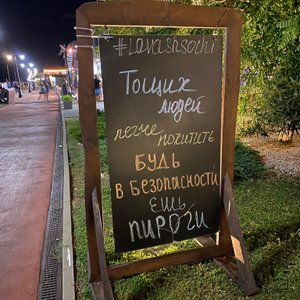 #Lavashsochi
Тощих
людей
легче похитить
Будь
в Безопасности
Ешь
пироги